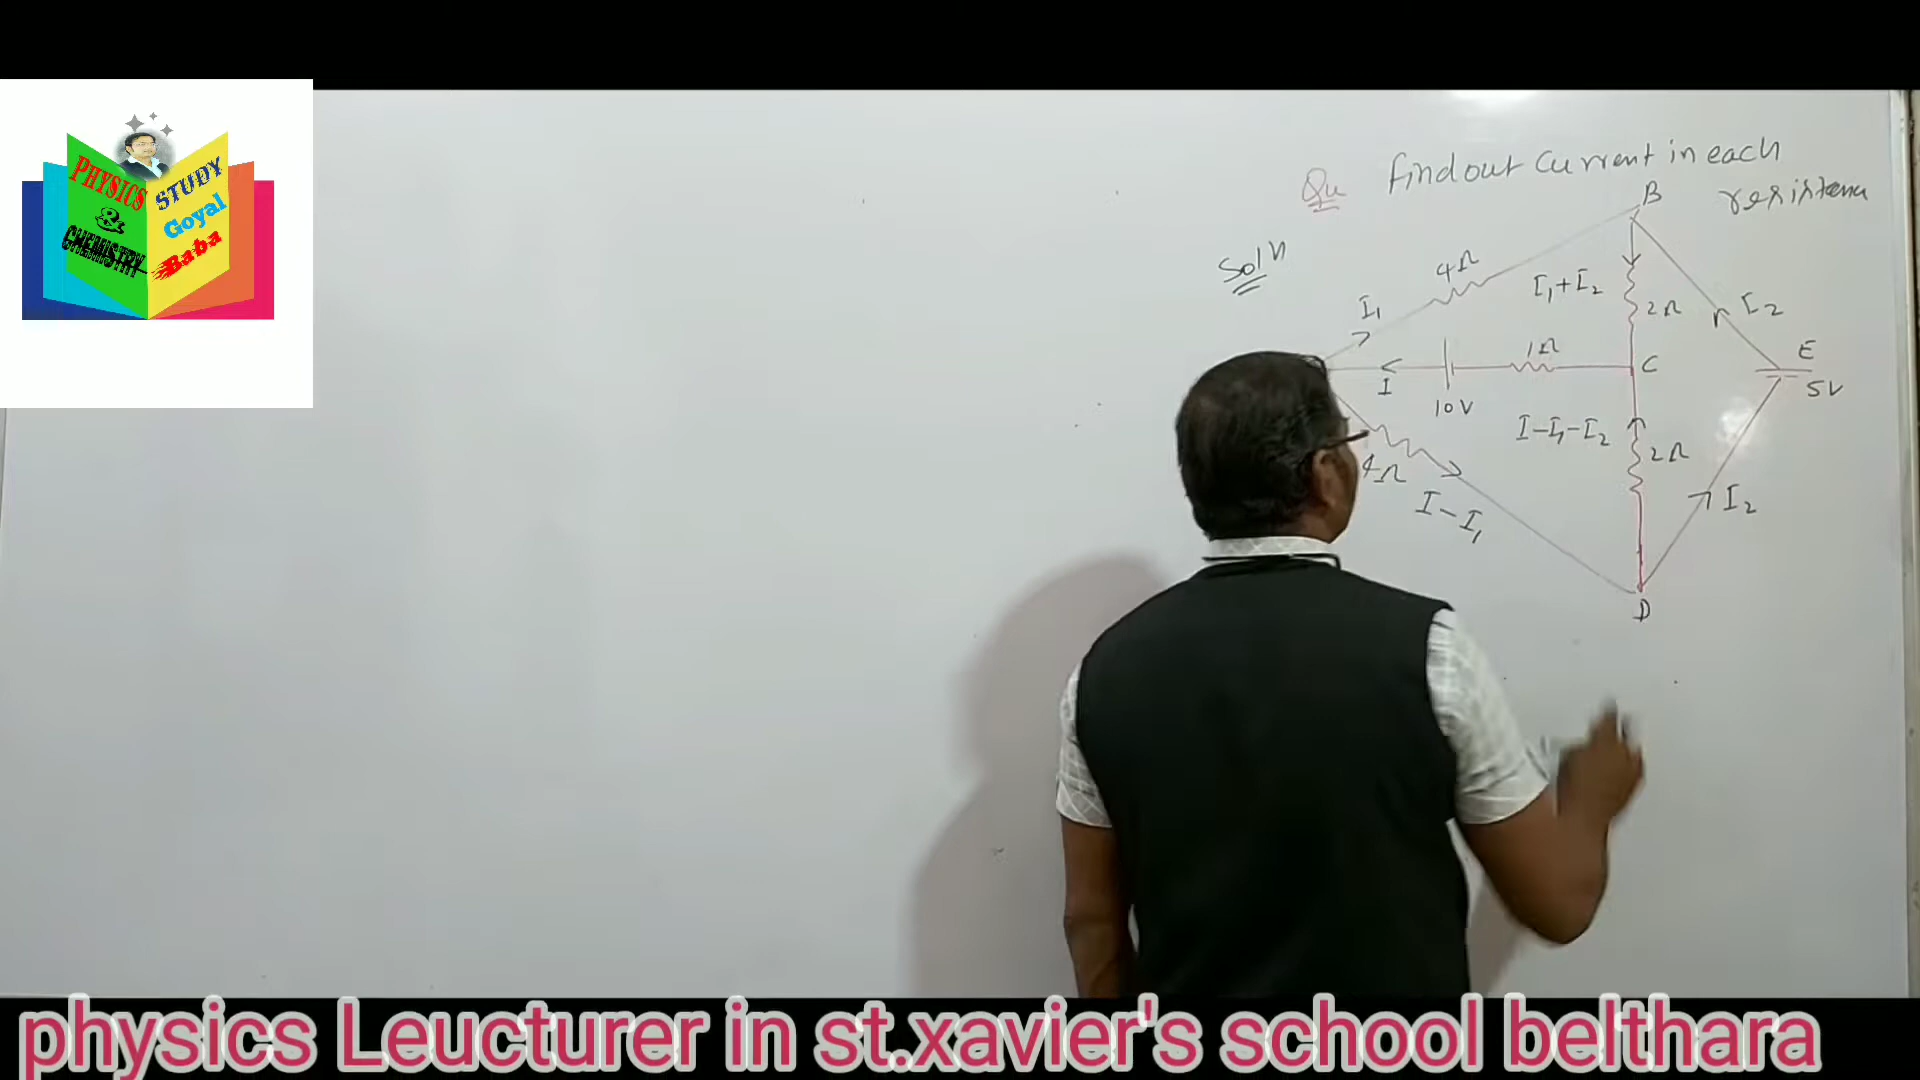 PHYSICS
&
CHEMISTRY
STUDY
Goyal
Baba
Qu Find out Current in each
resistance
Solⁿ
B
4Ω
I₁
I₁+I₂
2Ω
I₂
1Ω
E
C
I
10V
5V
I-I₁-I₂
2Ω
4Ω
I-I₁
I₂
D
physics Leucturer in st.xavier's school belthara